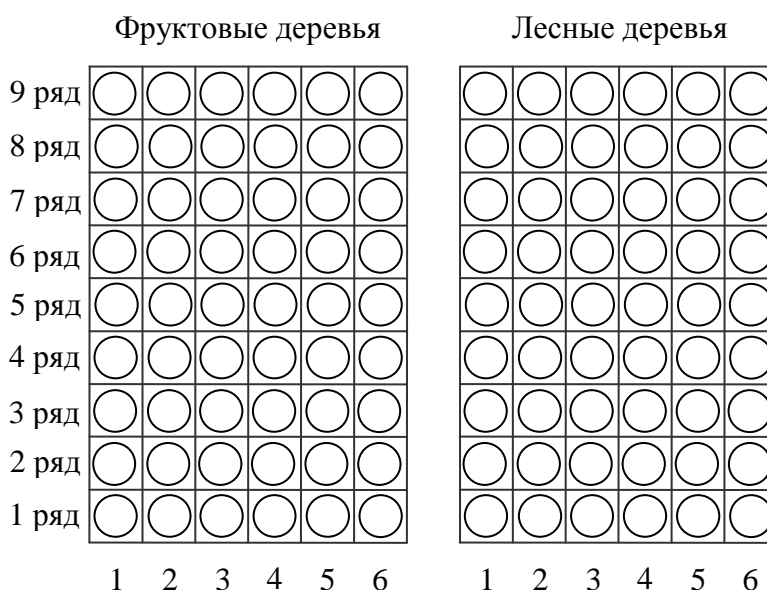 Фруктовые деревья Лесные деревья
9 ряд
8 ряд
7 ряд
6 ряд
5 ряд
4 ряд
3 ряд
2 ряд
1 ряд
1 2 3 4 5 6 1 2 3 4 5 6